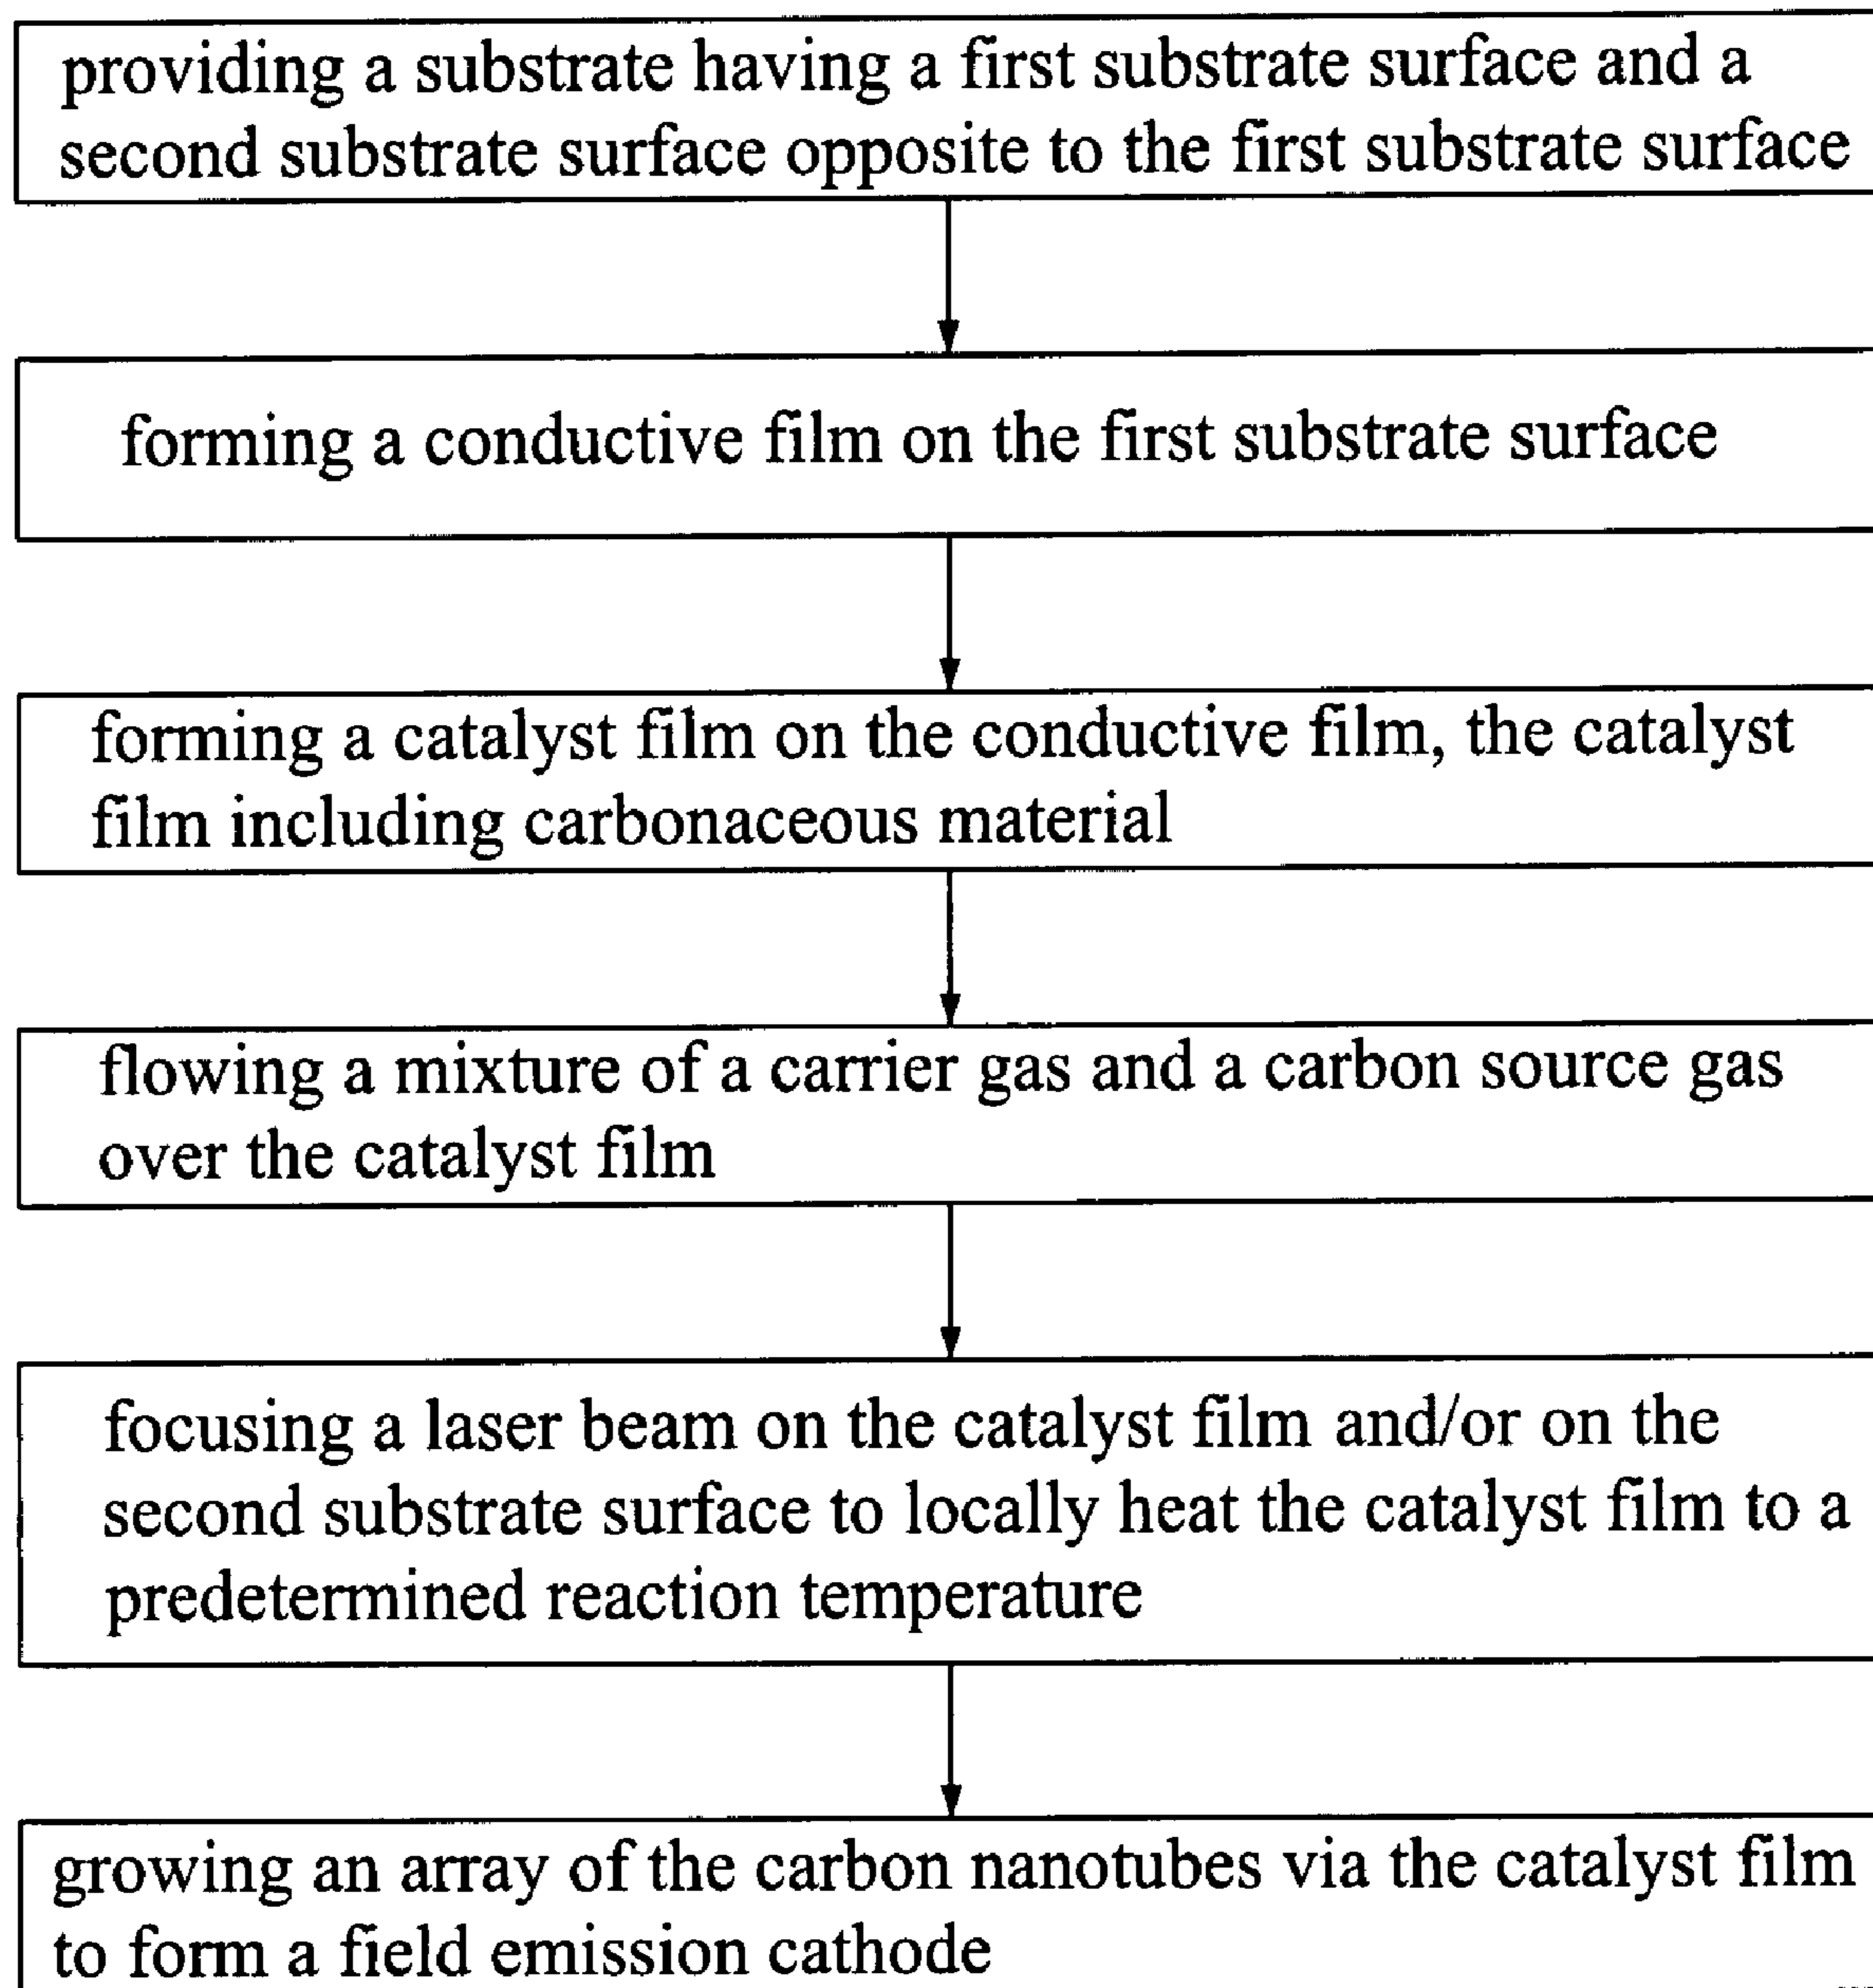 providing a substrate having a first substrate surface and a
second substrate surface opposite to the first substrate surface
forming a conductive film on the first substrate surface
forming a catalyst film on the conductive film, the catalyst
film including carbonaceous material
flowing a mixture of a carrier gas and a carbon source gas
over the catalyst film
focusing a laser beam on the catalyst film and/or on the
second substrate surface to locally heat the catalyst film to a
predetermined reaction temperature
growing an array of the carbon nanotubes via the catalyst film
to form a field emission cathode